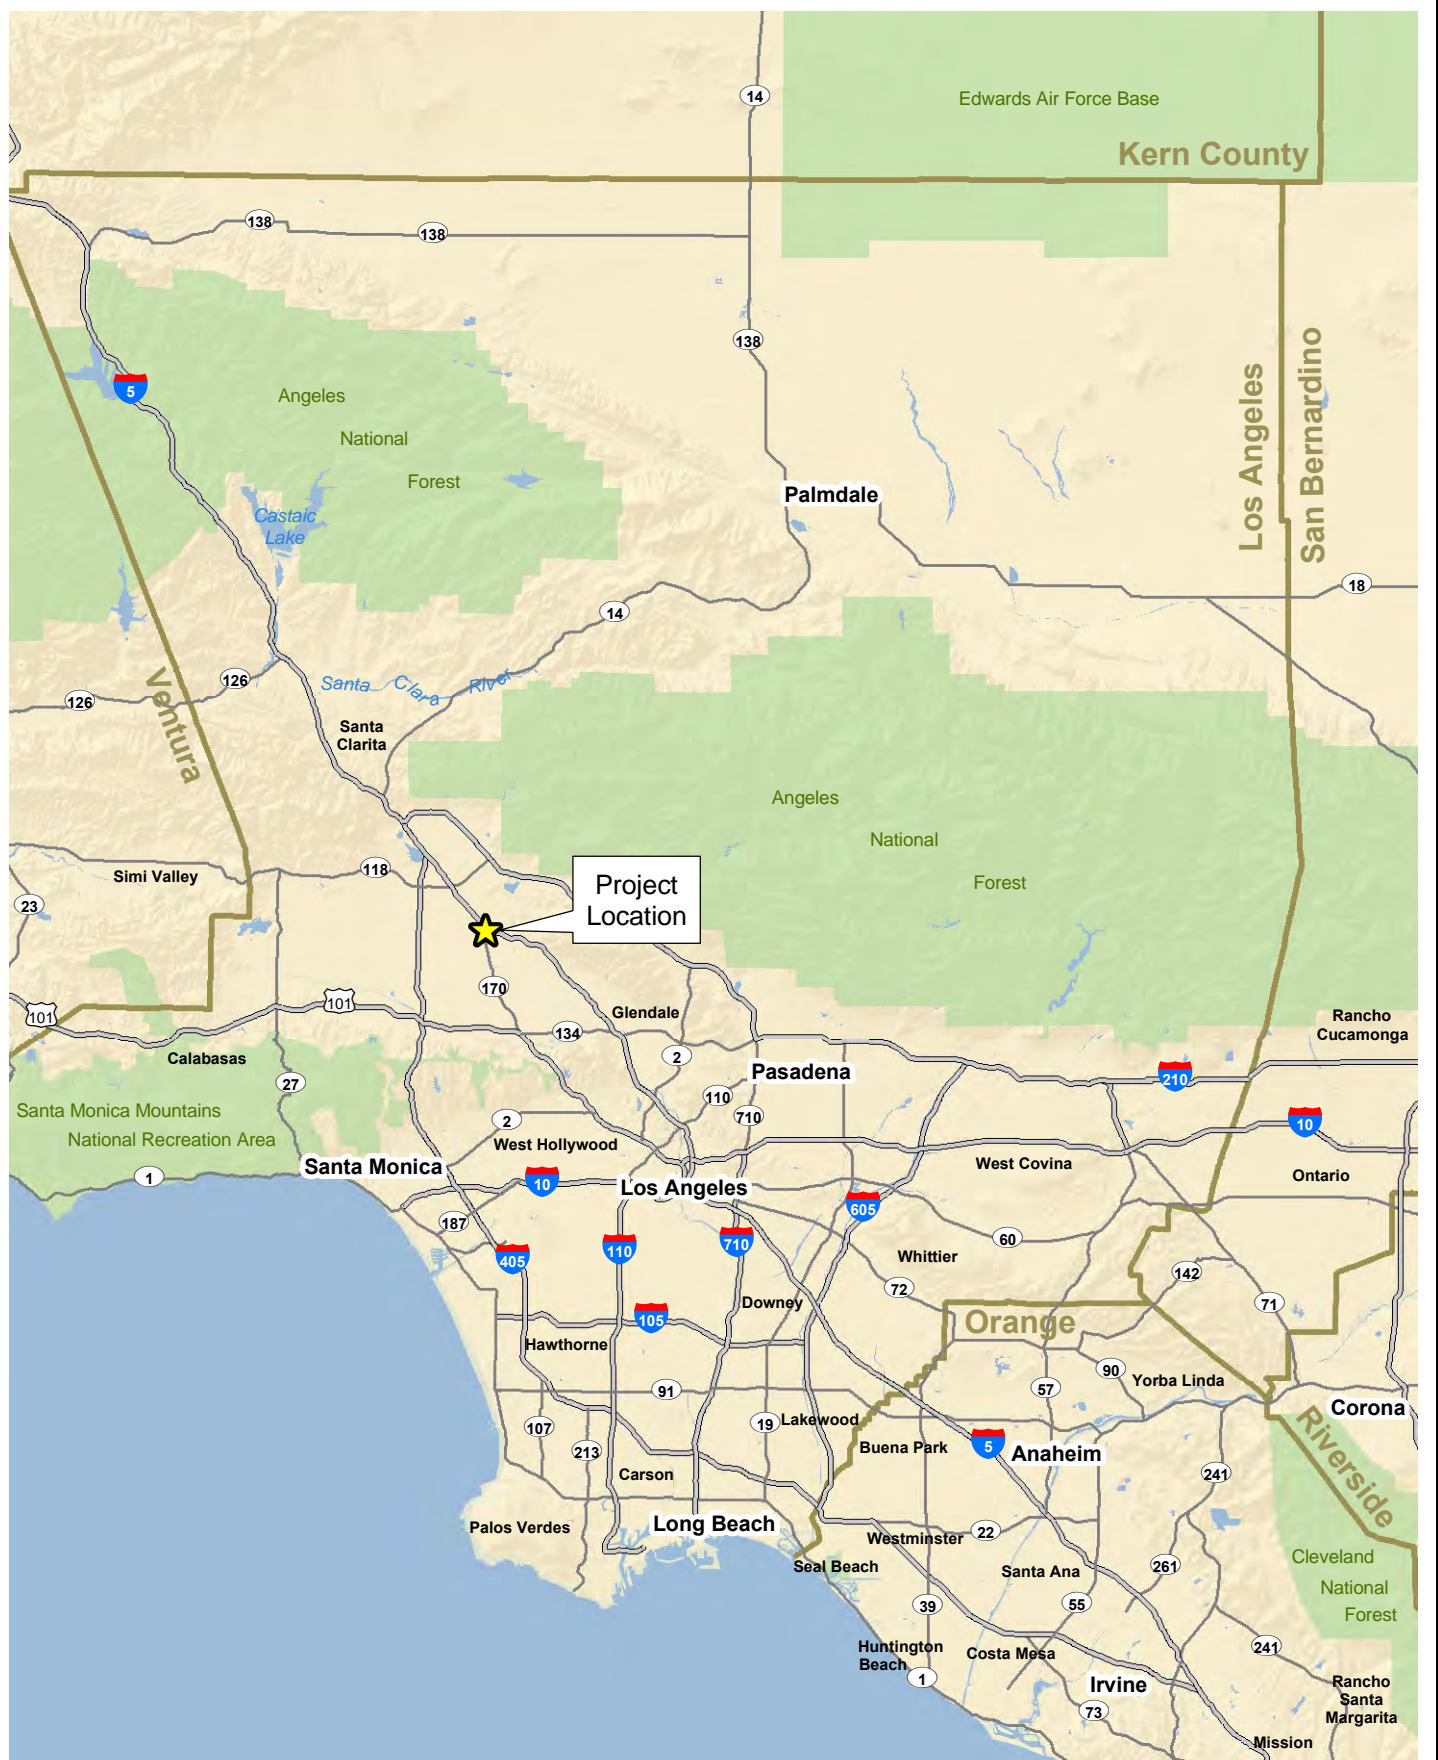 14
Edwards Air Force Base
Kern County
138
138
138
Los Angeles
San Bernardino
5
Angeles
National
Forest
Palmdale
Castaic
Lake
18
14
126
126
Santa Clara River
Ventura
Santa
Clarita
Angeles
National
Forest
118
Simi Valley
23
Project
Location
170
101
101
Glendale
134
Rancho
Cucamonga
Calabasas
2
Pasadena
210
27
110
710
Santa Monica Mountains
National Recreation Area
2
West Hollywood
10
Santa Monica
1
West Covina
Ontario
10
Los Angeles
605
187
60
405
110
710
Whittier
142
72
Downey
71
105
Orange
Hawthorne
90
Yorba Linda
91
57
Corona
107
19
Lakewood
213
Buena Park
5
Anaheim
Riverside
Carson
241
Palos Verdes
Long Beach
22
Westminster
Seal Beach
Santa Ana
261
Cleveland
National
Forest
39
55
Huntington
Beach
Costa Mesa
241
1
Irvine
Rancho
Santa
Margarita
73
Mission